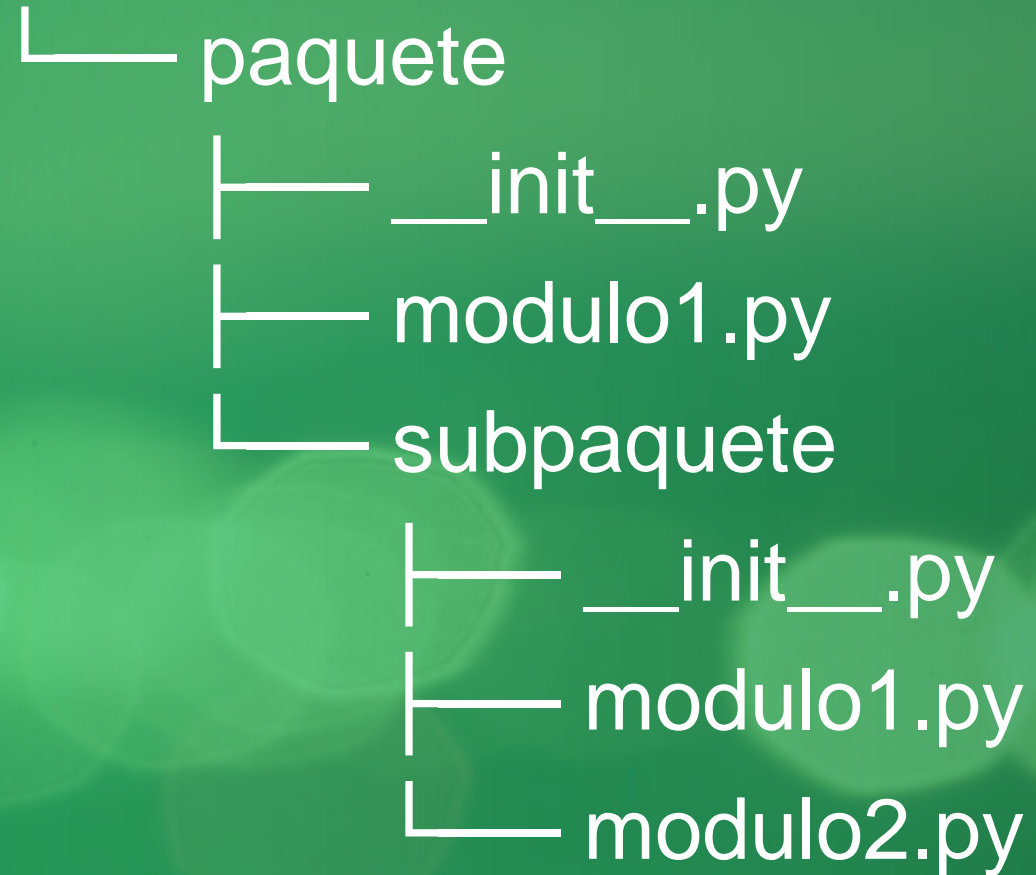 └── paquete
├── __init__.py
├── modulo1.py
└── subpaquete
├── __init__.py
├── modulo1.py
└── modulo2.py